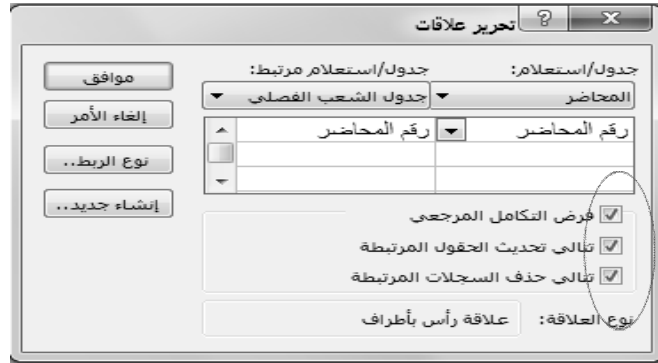 تحرير علاقات
جدول/استعلام: جدول/استعلام مرتبط:
المحاضر جدول الشعب الفصلي
رقم المحاضر رقم المحاضر
موافق
إلغاء الأمر
نوع الربط..
إنشاء جديد..
فرض التكامل المرجعي
تتالي تحديث الحقول المرتبطة
تتالي حذف السجلات المرتبطة
نوع العلاقة: علاقة رأس بأطراف